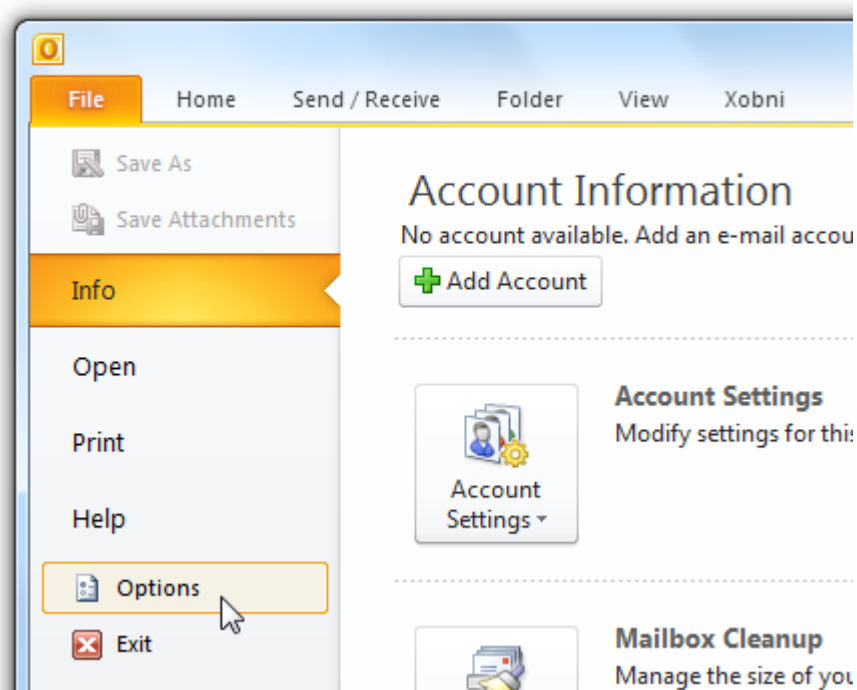 File Home Send / Receive Folder View Xobni
Save As
Save Attachments
Info
Open
Print
Help
Options
Exit
Account Information
No account available. Add an e-mail accou
Add Account
Account Settings
Modify settings for this
Account
Settings
Mailbox Cleanup
Manage the size of you